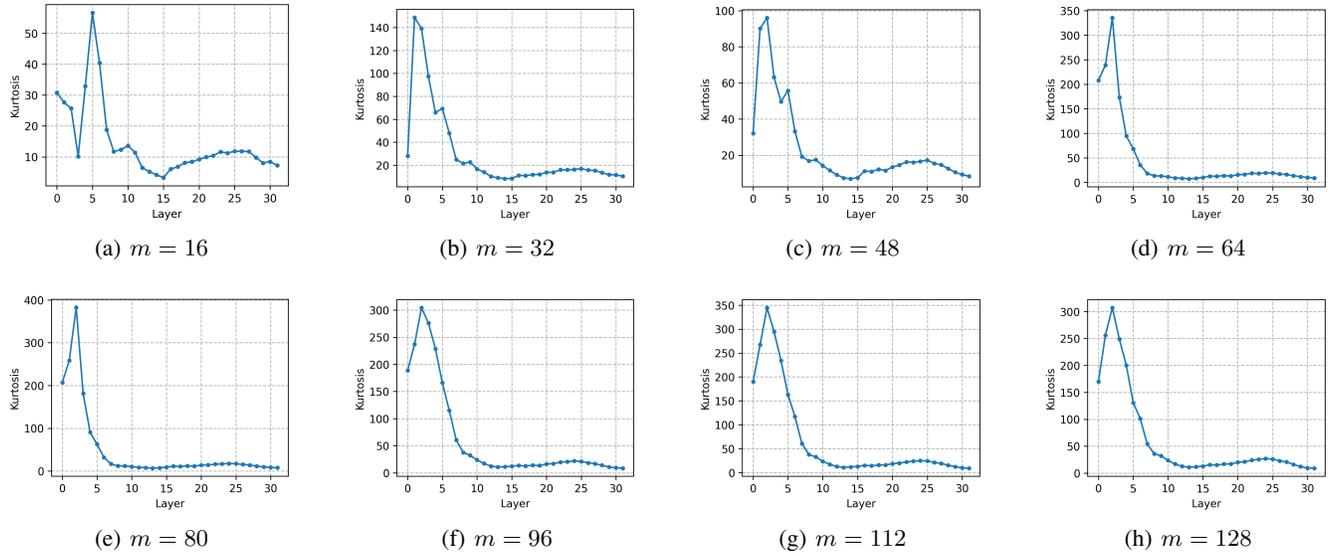 50
40
30
20
10
Kurtosis
0 5 10 15 20 25 30
Layer
(a) m = 16
140
120
100
80
60
40
20
Kurtosis
0 5 10 15 20 25 30
Layer
(b) m = 32
100
80
60
40
20
Kurtosis
0 5 10 15 20 25 30
Layer
(c) m = 48
350
300
250
200
150
100
50
0
Kurtosis
0 5 10 15 20 25 30
Layer
(d) m = 64
400
300
200
100
0
Kurtosis
0 5 10 15 20 25 30
Layer
(e) m = 80
300
250
200
150
100
50
0
Kurtosis
0 5 10 15 20 25 30
Layer
(f) m = 96
350
300
250
200
150
100
50
0
Kurtosis
0 5 10 15 20 25 30
Layer
(g) m = 112
300
250
200
150
100
50
0
Kurtosis
0 5 10 15 20 25 30
Layer
(h) m = 128